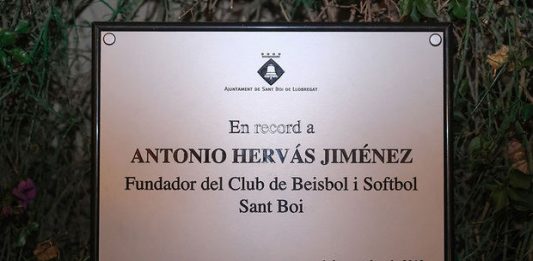 AJUNTAMENT DE SANT BOI DE LLOBREGAT
En record a
ANTONIO HERVÁS JIMÉNEZ
Fundador del Club de Beisbol i Softbol
Sant Boi